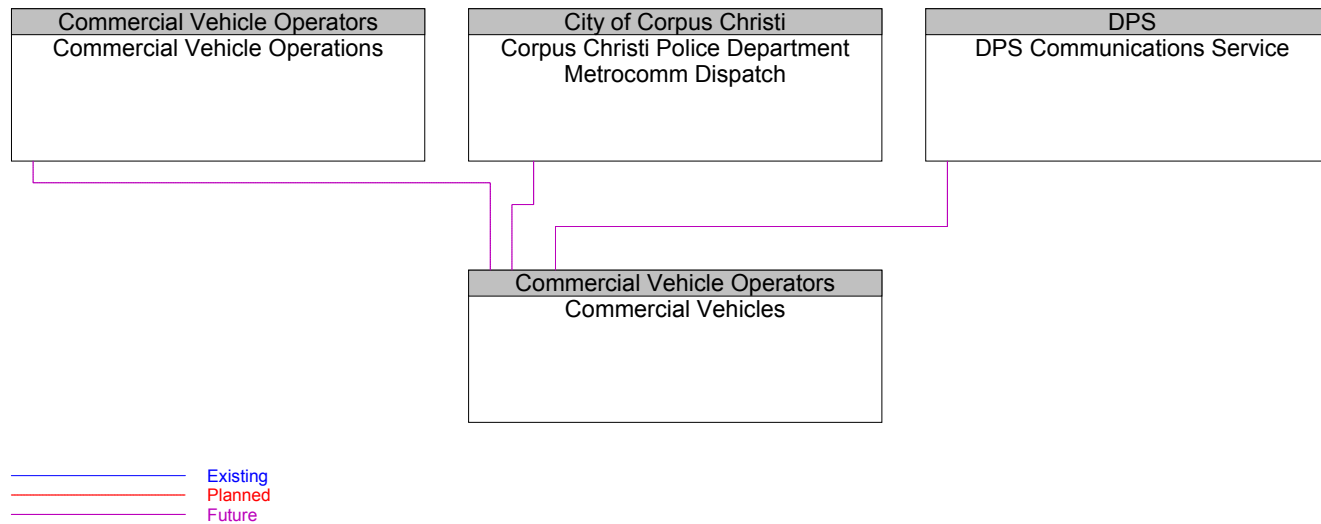 Commercial Vehicle Operators
Commercial Vehicle Operations
City of Corpus Christi
Corpus Christi Police Department
Metrocomm Dispatch
DPS
DPS Communications Service
Commercial Vehicle Operators
Commercial Vehicles
Existing
Planned
Future